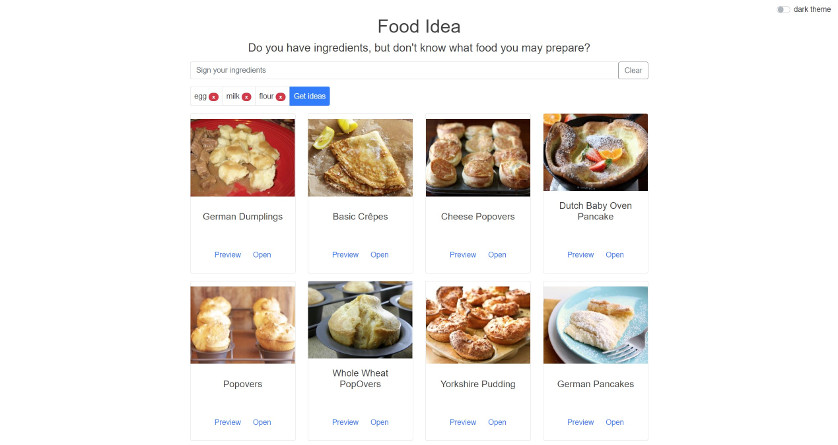 dark theme
Food Idea
Do you have ingredients, but don't know what food you may prepare?
Sign your ingredients Clear
egg x milk x flour x Get ideas
German Dumplings Basic Crêpes Cheese Popovers Dutch Baby Oven
Pancake
Preview Open Preview Open Preview Open Preview Open
Popovers Whole Wheat
PopOvers Yorkshire Pudding German Pancakes
Preview Open Preview Open Preview Open Preview Open